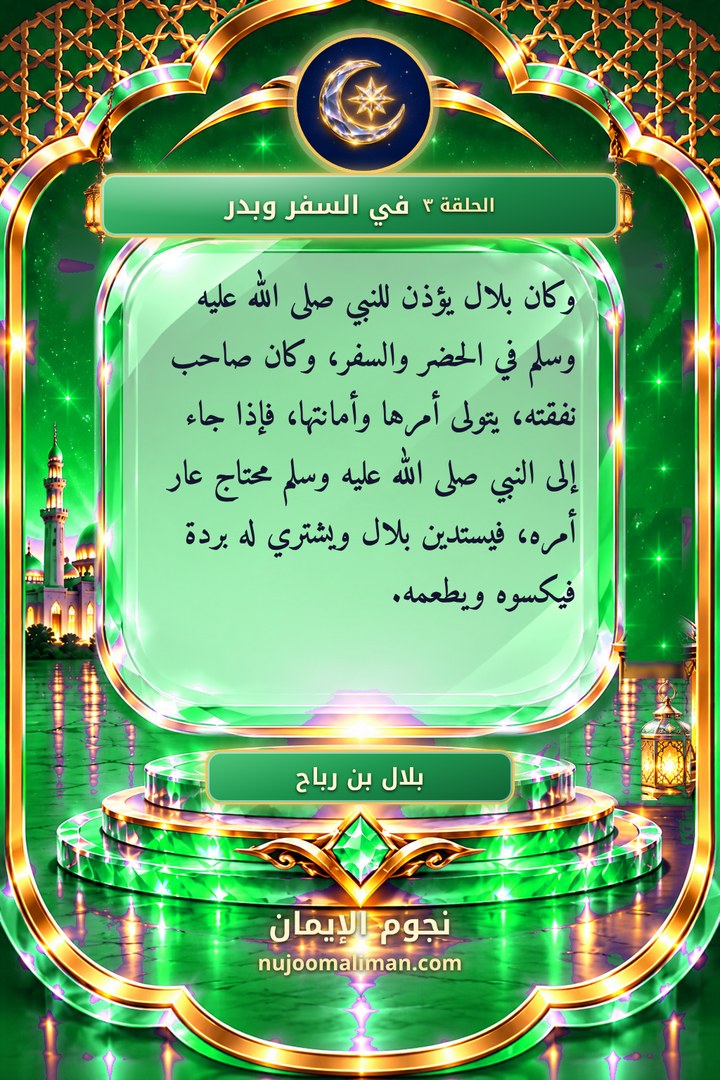 الحلقة ٣ في السفر وبدر
وكان بلال يؤذن للنبي صلى الله عليه
وسلم في الحضر والسفر، وكان صاحب
نفقته، يتولى أمرها وأمانتها، فإذا جاء
إلى النبي صلى الله عليه وسلم محتاج عار
أمره، فيستدين بلال ويشتري له بردة
فيكسوه ويطعمه.
بلال بن رباح
نجوم الإيمان
nujoomaliman.com